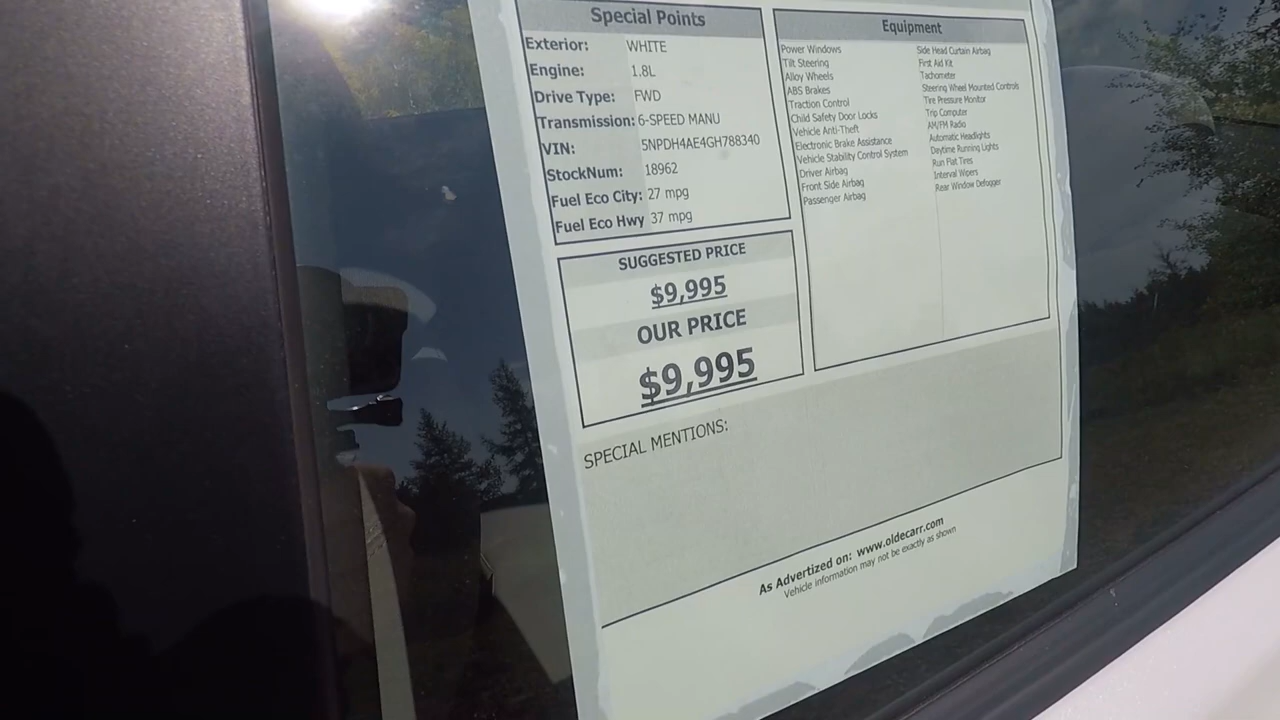 Special Points
Exterior: WHITE
Engine: 1.8L
Drive Type: FWD
Transmission: 6-SPEED MANU
VIN: 5NPDH4AE4GH788340
StockNum: 18962
Fuel Eco City: 27 mpg
Fuel Eco Hwy 37 mpg
SUGGESTED PRICE
$9,995
OUR PRICE
$9,995
Equipment
Power Windows
Tilt Steering
Alloy Wheels
ABS Brakes
Traction Control
Child Safety Door Locks
Vehicle Anti-Theft
Electronic Brake Assistance
Vehicle Stability Control System
Driver Airbag
Front Side Airbag
Passenger Airbag
Side Head Curtain Airbag
First Aid Kit
Tachometer
Steering Wheel Mounted Controls
Tire Pressure Monitor
Trip Computer
AM/FM Radio
Automatic Headlights
Daytime Running Lights
Run Flat Tires
Interval Wipers
Rear Window Defogger
SPECIAL MENTIONS:
As Advertized on: www.oldecarr.com
Vehicle information may not be exactly as shown